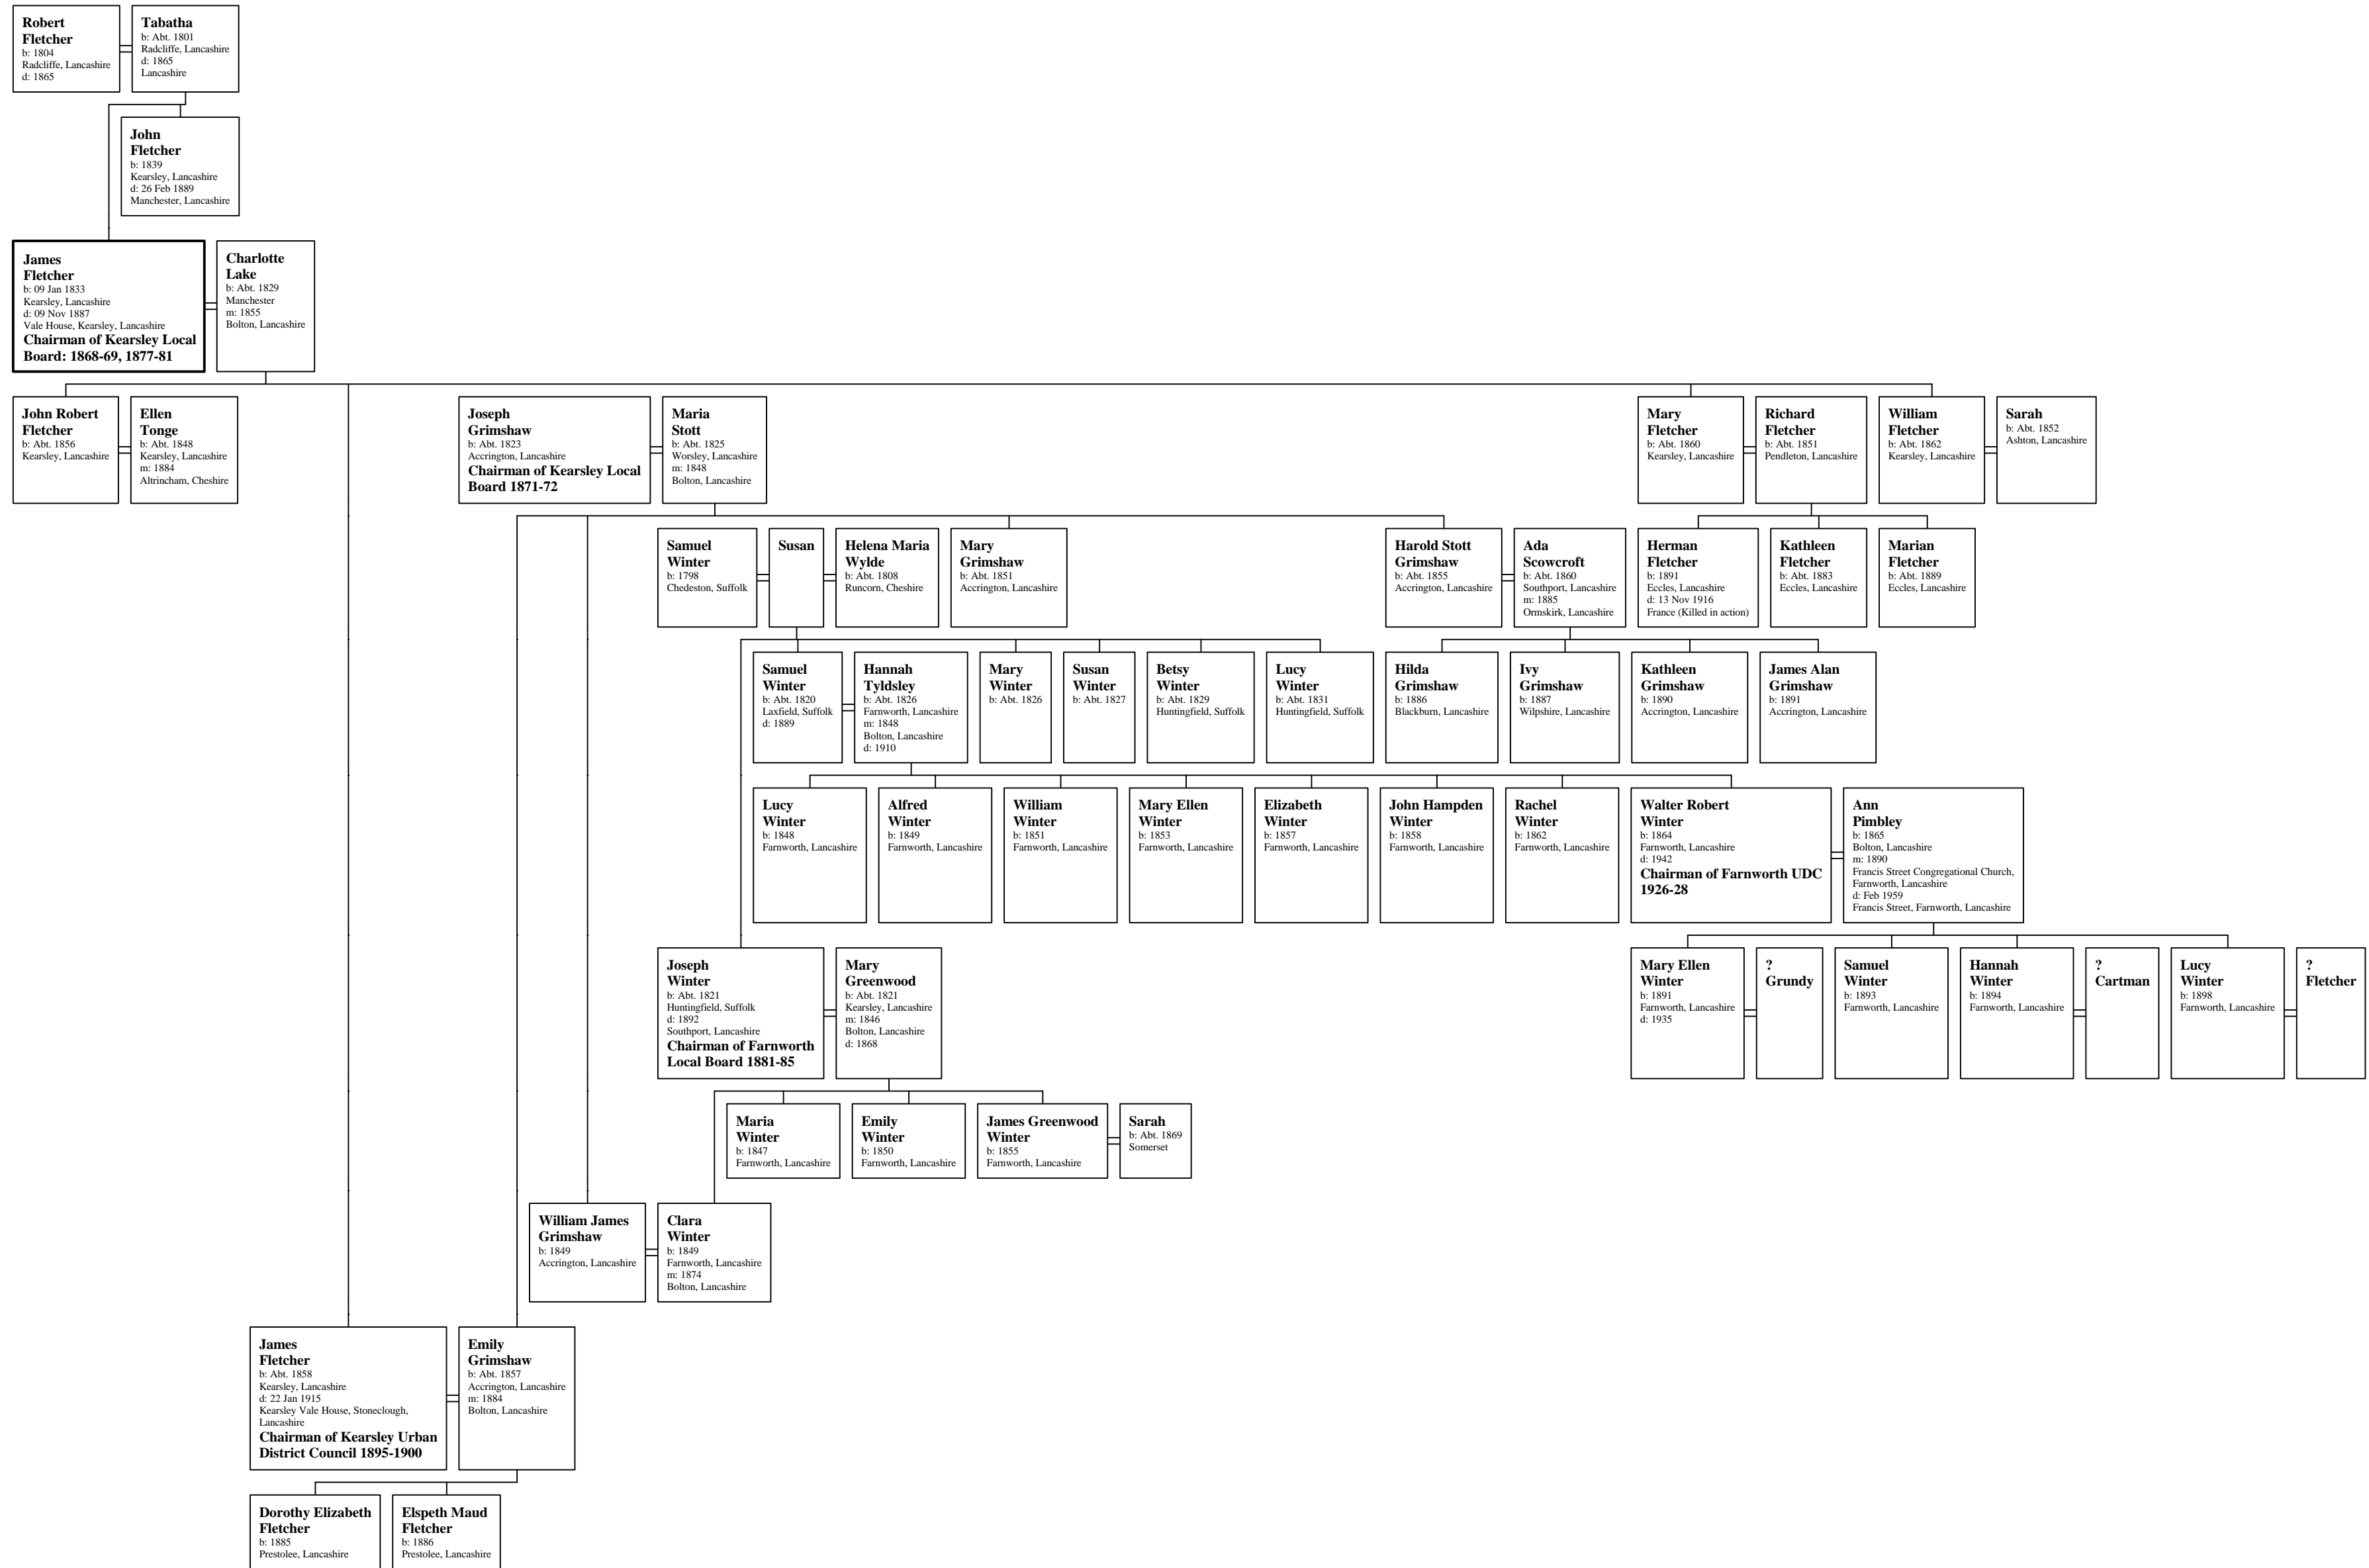 Robert
Fletcher
b: 1804
Radcliffe, Lancashire
d: 1865
Tabatha
b: Abt. 1801
Radcliffe, Lancashire
d: 1865
Lancashire
John
Fletcher
b: 1839
Kearsley, Lancashire
d: 26 Feb 1889
Manchester, Lancashire
James
Fletcher
b: 09 Jan 1833
Kearsley, Lancashire
d: 09 Nov 1887
Vale House, Kearsley, Lancashire
Chairman of Kearsley Local
Board: 1868-69, 1877-81
Charlotte
Lake
b: Abt. 1829
Manchester
m: 1855
Bolton, Lancashire
John Robert
Fletcher
b: Abt. 1856
Kearsley, Lancashire
Ellen
Tonge
b: Abt. 1848
Kearsley, Lancashire
m: 1884
Altrincham, Cheshire
Joseph
Grimshaw
b: Abt. 1823
Accrington, Lancashire
Chairman of Kearsley Local
Board 1871-72
Maria
Stott
b: Abt. 1825
Worsley, Lancashire
m: 1848
Bolton, Lancashire
Mary
Fletcher
b: Abt. 1860
Kearsley, Lancashire
Richard
Fletcher
b: Abt. 1851
Pendleton, Lancashire
William
Fletcher
b: Abt. 1862
Kearsley, Lancashire
Sarah
b: Abt. 1852
Ashton, Lancashire
Samuel
Winter
b: 1798
Chedeston, Suffolk
Susan
Helena Maria
Wylde
b: Abt. 1808
Runcorn, Cheshire
Mary
Grimshaw
b: Abt. 1851
Accrington, Lancashire
Harold Stott
Grimshaw
b: Abt. 1855
Accrington, Lancashire
Ada
Scowcroft
b: Abt. 1860
Southport, Lancashire
m: 1885
Ormskirk, Lancashire
Herman
Fletcher
b: 1891
Eccles, Lancashire
d: 13 Nov 1916
France (Killed in action)
Kathleen
Fletcher
b: Abt. 1883
Eccles, Lancashire
Marian
Fletcher
b: Abt. 1889
Eccles, Lancashire
Samuel
Winter
b: Abt. 1820
Laxfield, Suffolk
d: 1889
Hannah
Tyldsley
b: Abt. 1826
Farnworth, Lancashire
m: 1848
Bolton, Lancashire
d: 1910
Mary
Winter
b: Abt. 1826
Susan
Winter
b: Abt. 1827
Betsy
Winter
b: Abt. 1829
Huntingfield, Suffolk
Lucy
Winter
b: Abt. 1831
Huntingfield, Suffolk
Hilda
Grimshaw
b: 1886
Blackburn, Lancashire
Ivy
Grimshaw
b: 1887
Wilpshire, Lancashire
Kathleen
Grimshaw
b: 1890
Accrington, Lancashire
James Alan
Grimshaw
b: 1891
Accrington, Lancashire
Lucy
Winter
b: 1848
Farnworth, Lancashire
Alfred
Winter
b: 1849
Farnworth, Lancashire
William
Winter
b: 1851
Farnworth, Lancashire
Mary Ellen
Winter
b: 1853
Farnworth, Lancashire
Elizabeth
Winter
b: 1857
Farnworth, Lancashire
John Hampden
Winter
b: 1858
Farnworth, Lancashire
Rachel
Winter
b: 1862
Farnworth, Lancashire
Walter Robert
Winter
b: 1864
Farnworth, Lancashire
d: 1942
Chairman of Farnworth UDC
1926-28
Ann
Pimbley
b: 1865
Bolton, Lancashire
m: 1890
Francis Street Congregational Church,
Farnworth, Lancashire
d: Feb 1959
Francis Street, Farnworth, Lancashire
Joseph
Winter
b: Abt. 1821
Huntingfield, Suffolk
d: 1892
Southport, Lancashire
Chairman of Farnworth
Local Board 1881-85
Mary
Greenwood
b: Abt. 1821
Kearsley, Lancashire
m: 1846
Bolton, Lancashire
d: 1868
Mary Ellen
Winter
b: 1891
Farnworth, Lancashire
d: 1935
?
Grundy
Samuel
Winter
b: 1893
Farnworth, Lancashire
Hannah
Winter
b: 1894
Farnworth, Lancashire
?
Cartman
Lucy
Winter
b: 1898
Farnworth, Lancashire
?
Fletcher
Maria
Winter
b: 1847
Farnworth, Lancashire
Emily
Winter
b: 1850
Farnworth, Lancashire
James Greenwood
Winter
b: 1855
Farnworth, Lancashire
Sarah
b: Abt. 1869
Somerset
William James
Grimshaw
b: 1849
Accrington, Lancashire
Clara
Winter
b: 1849
Farnworth, Lancashire
m: 1874
Bolton, Lancashire
James
Fletcher
b: Abt. 1858
Kearsley, Lancashire
d: 22 Jan 1915
Kearsley Vale House, Stoneclough,
Lancashire
Chairman of Kearsley Urban
District Council 1895-1900
Emily
Grimshaw
b: Abt. 1857
Accrington, Lancashire
m: 1884
Bolton, Lancashire
Dorothy Elizabeth
Fletcher
b: 1885
Prestolee, Lancashire
Elspeth Maud
Fletcher
b: 1886
Prestolee, Lancashire